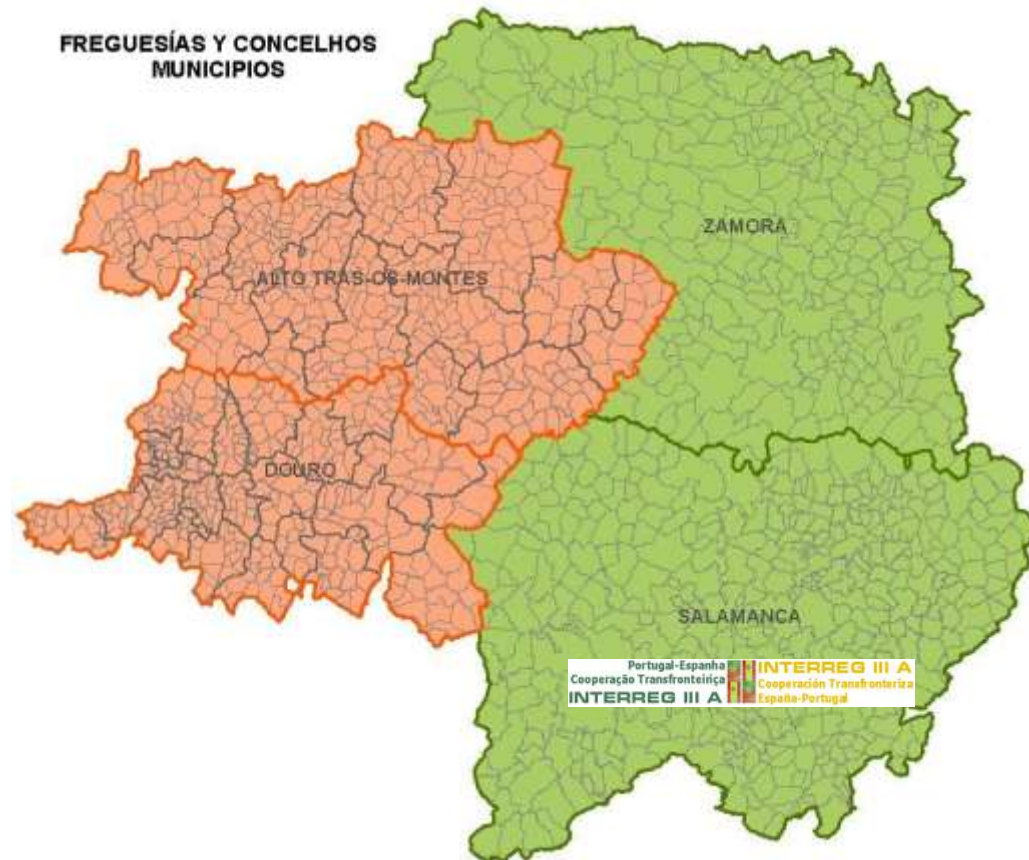 FREGUESÍAS Y CONCELHOS
MUNICIPIOS
ZAMORA
ALTO TRAS-OS-MONTES
DOURO
SALAMANCA
Portugal-Espanha
Cooperação Transfronteiriça
INTERREG III A
INTERREG III A
Cooperación Transfronteriza
España-Portugal